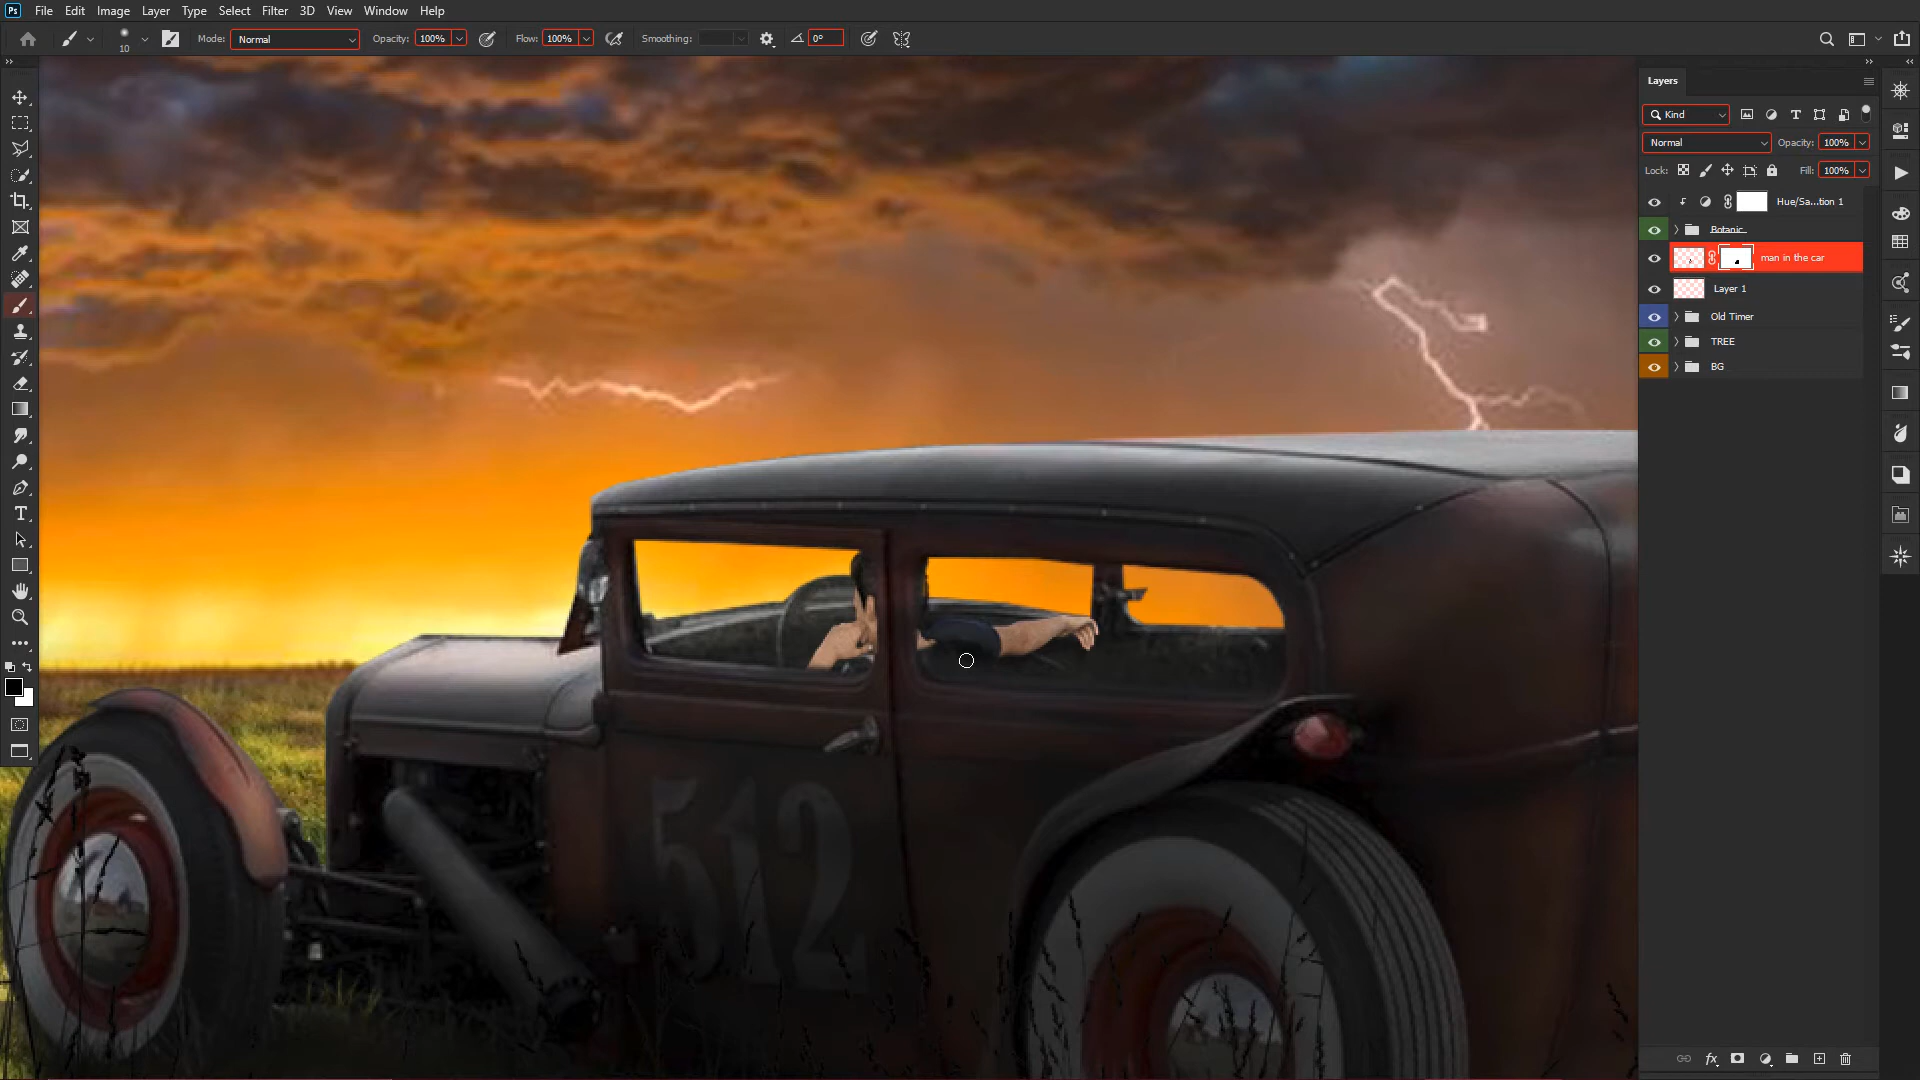 Ps File Edit Image Layer Type Select Filter 3D View Window Help
10 Mode: Normal Opacity: 100% Flow: 100% Smoothing: 0°
Layers
Kind
Normal Opacity: 100%
Lock: Fill: 100%
Hue/Sa...tion 1
Botanic
man in the car
Layer 1
Old Timer
TREE
BG
512